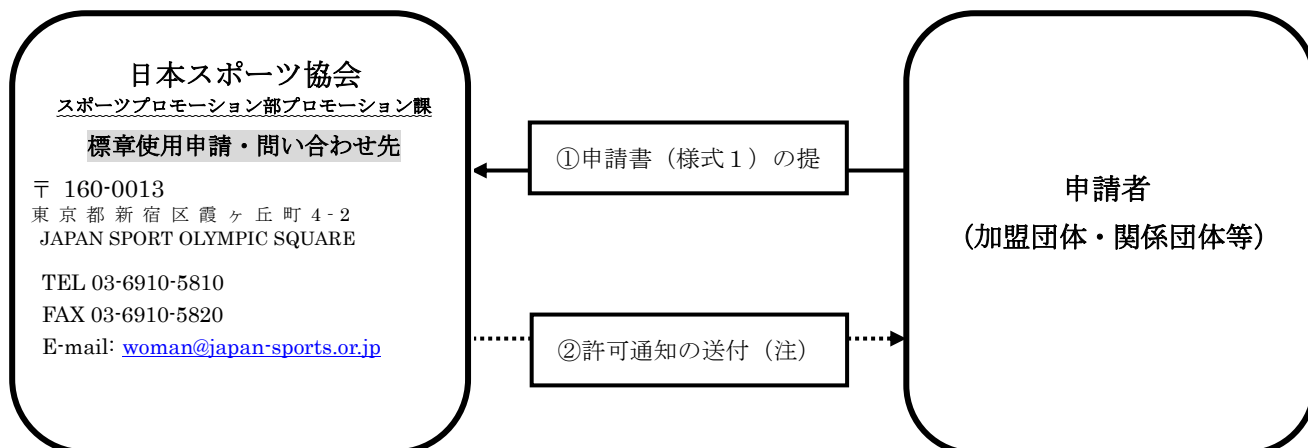 日本スポーツ協会
スポーツプロモーション部プロモーション課
標章使用申請・問い合わせ先
〒 160-0013
東京都新宿区霞ヶ丘町 4-2
JAPAN SPORT OLYMPIC SQUARE
TEL 03-6910-5810
FAX 03-6910-5820
E-mail: woman@japan-sports.or.jp
①申請書（様式１）の提
②許可通知の送付（注）
申請者
（加盟団体・関係団体等）